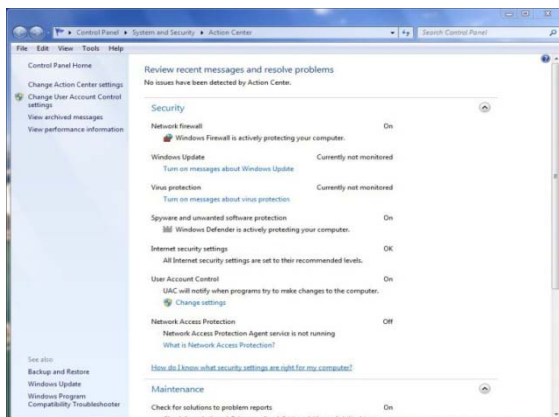 Control Panel ▸ System and Security ▸ Action Center
Search Control Panel
File Edit View Tools Help
Control Panel Home
Change Action Center settings
Change User Account Control settings
View archived messages
View performance information
Review recent messages and resolve problems
No issues have been detected by Action Center.
Security
Network firewall On
Windows Firewall is actively protecting your computer.
Windows Update Currently not monitored
Turn on messages about Windows Update
Virus protection Currently not monitored
Turn on messages about virus protection
Spyware and unwanted software protection On
Windows Defender is actively protecting your computer.
Internet security settings OK
All Internet security settings are set to their recommended levels.
User Account Control On
UAC will notify when programs try to make changes to the computer.
Change settings
Network Access Protection Off
Network Access Protection Agent service is not running
What is Network Access Protection?
How do I know what security settings are right for my computer?
Maintenance
Check for solutions to problem reports On
See also
Backup and Restore
Windows Update
Windows Program
Compatibility Troubleshooter